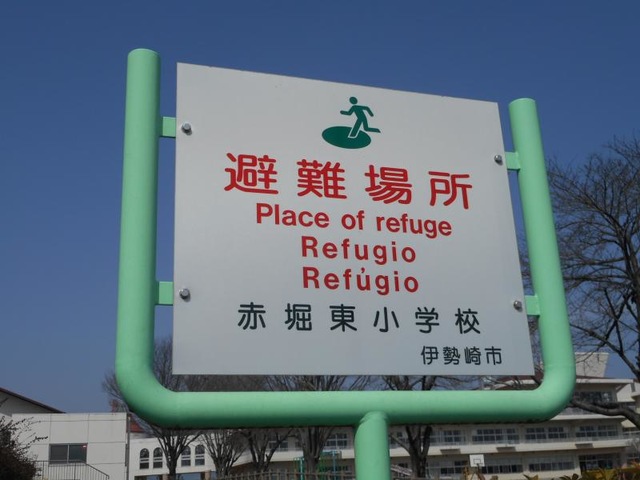 避難場所
Place of refuge
Refugio
Refúgio
赤堀東小学校
伊勢崎市